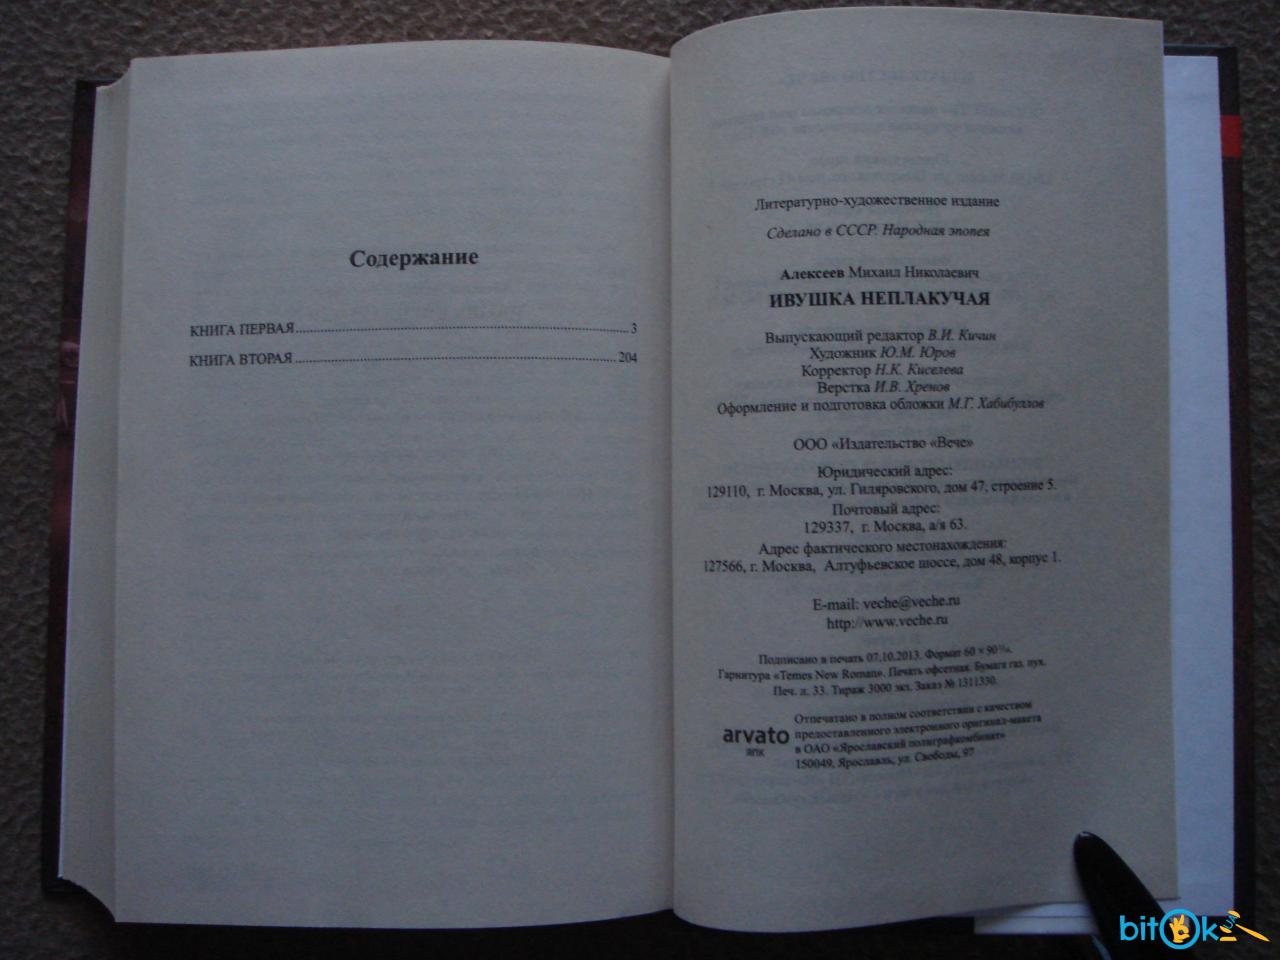 Содержание
КНИГА ПЕРВАЯ 3
КНИГА ВТОРАЯ 204
Литературно-художественное издание
Сделано в СССР. Народная эпопея
Алексеев Михаил Николаевич
ИВУШКА НЕПЛАКУЧАЯ
Выпускающий редактор В.И. Кичин
Художник Ю.М. Юров
Корректор Н.К. Киселева
Верстка И.В. Хренов
Оформление и подготовка обложки М.Г. Хабибуллов
ООО «Издательство «Вече»
Юридический адрес:
129110, г. Москва, ул. Гиляровского, дом 47, строение 5.
Почтовый адрес:
129337, г. Москва, а/я 63.
Адрес фактического местонахождения:
127566, г. Москва, Алтуфьевское шоссе, дом 48, корпус 1.
E-mail: veche@veche.ru
http://www.veche.ru
Подписано в печать 07.10.2013. Формат 60 × 90 1/16.
Гарнитура «Temes New Roman». Печать офсетная. Бумага газ. пух.
Печ. л. 33. Тираж 3000 экз. Заказ № 1311330.
arvato
ЯПК
Отпечатано в полном соответствии с качеством
предоставленного электронного оригинал-макета
в ОАО «Ярославский полиграфкомбинат»
150049, Ярославль, ул. Свободы, 97
bitOk UA